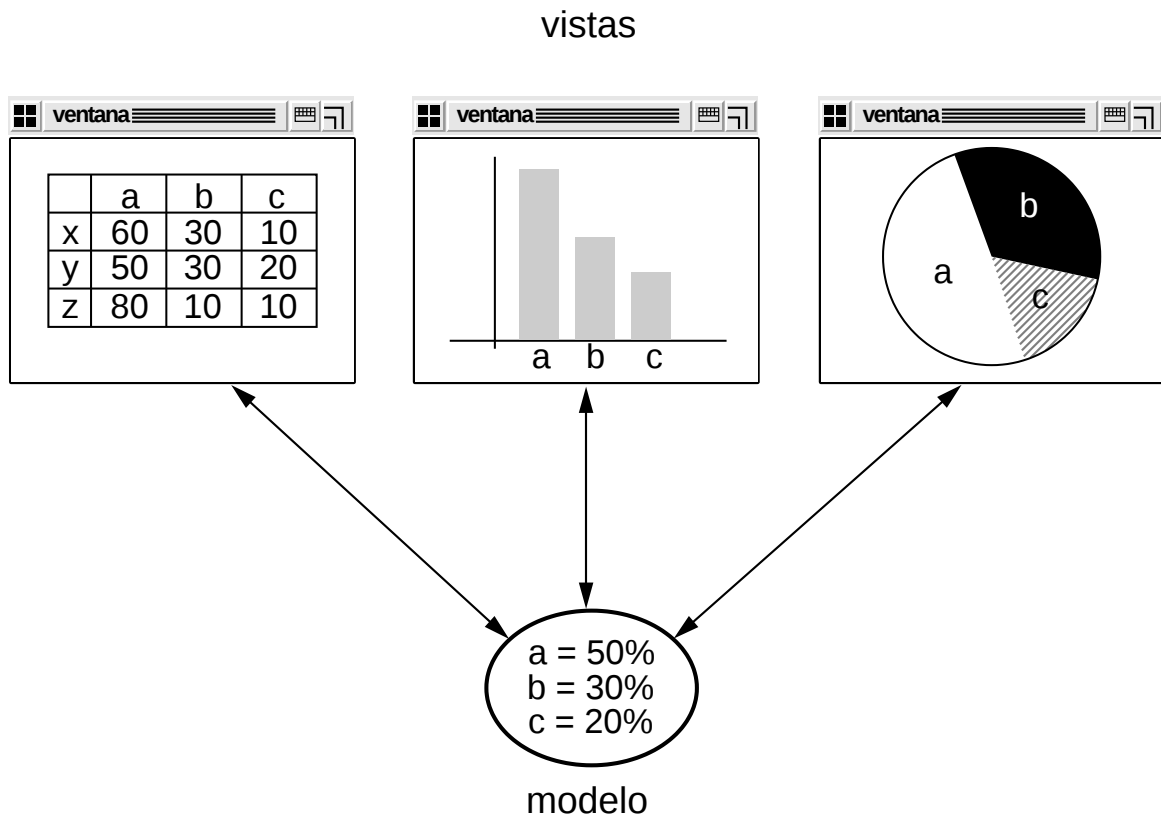 vistas
ventana
ventana
ventana
a b c
x 60 30 10
y 50 30 20
z 80 10 10
a b c
b
a
c
a = 50%
b = 30%
c = 20%
modelo